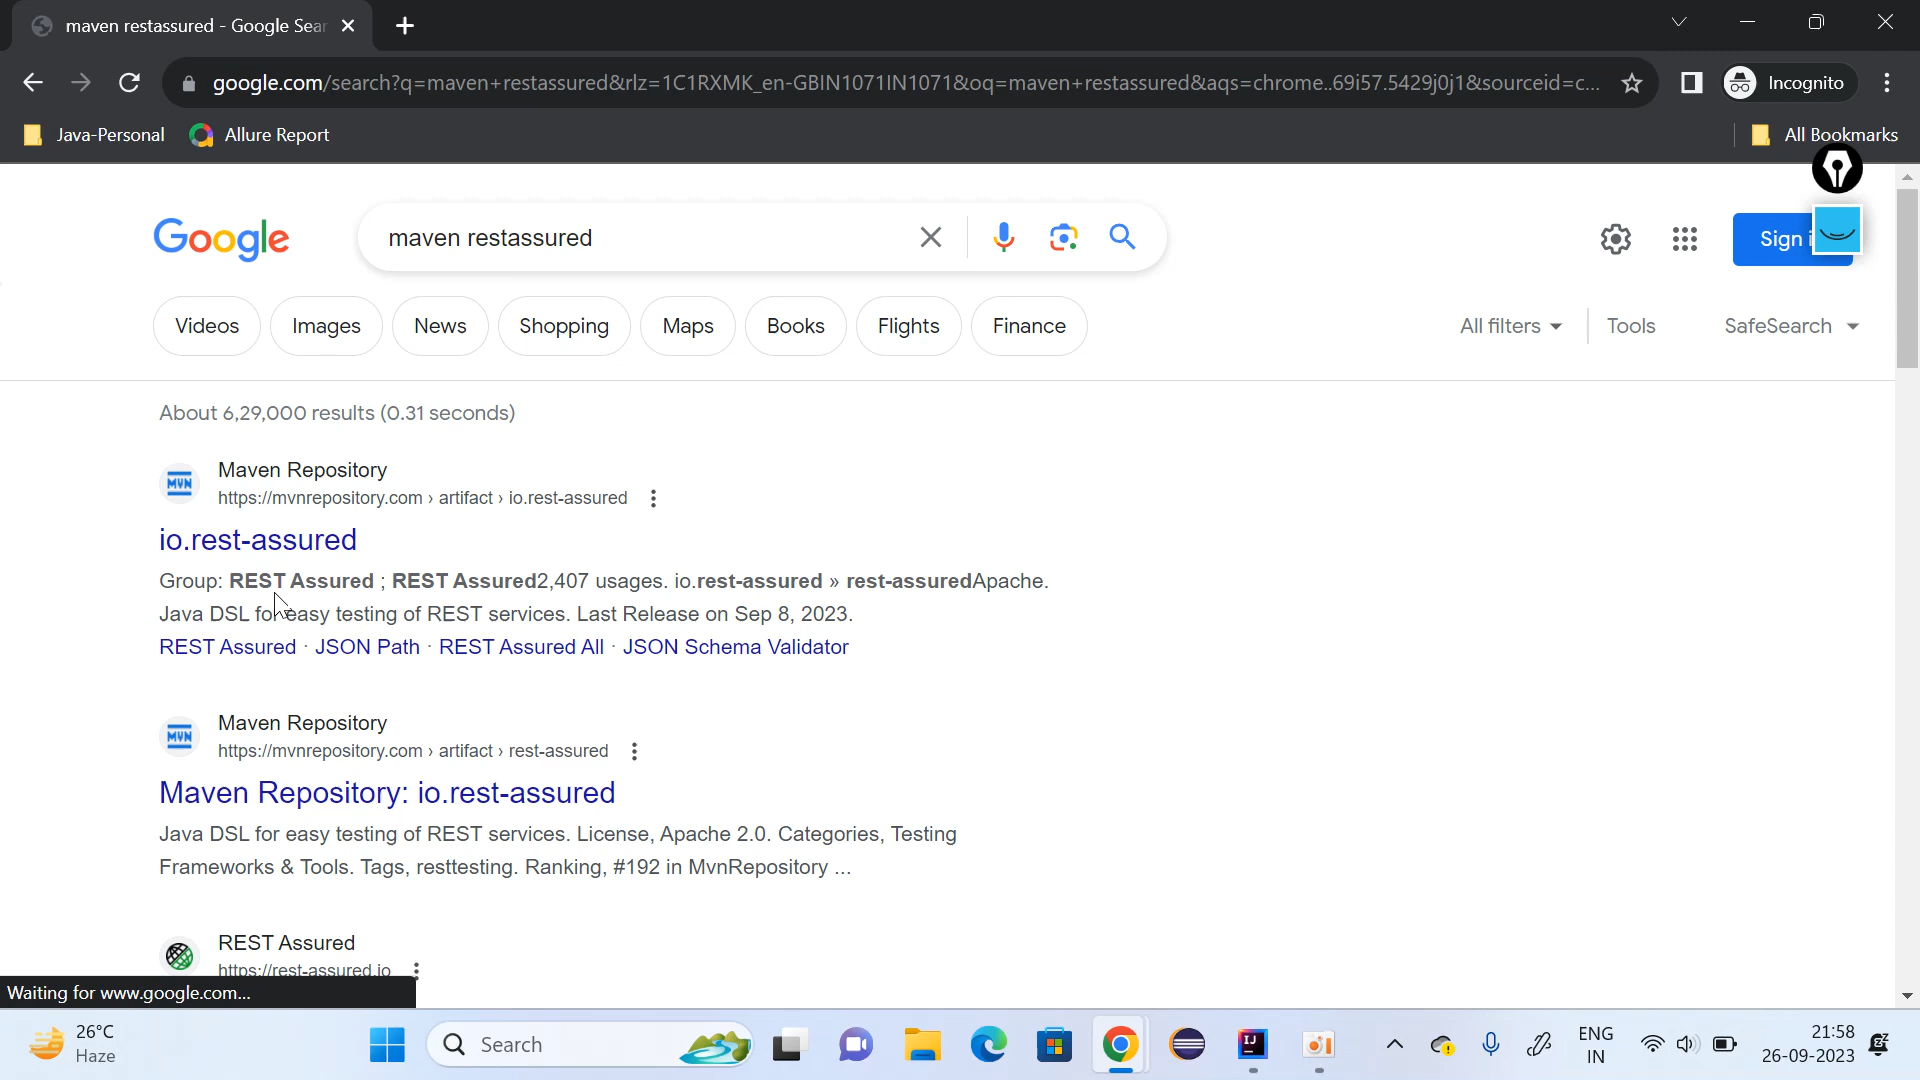 maven restassured - Google Sear
google.com/search?q=maven+restassured&rlz=1C1RXMK_en-GBIN1071IN1071&oq=maven+restassured&aqs=chrome..69i57.5429j0j1&sourceid=c...
Incognito
Java-Personal
Allure Report
All Bookmarks
Google
maven restassured
Sign i
Videos
Images
News
Shopping
Maps
Books
Flights
Finance
All filters
Tools
SafeSearch
About 6,29,000 results (0.31 seconds)
MVN
Maven Repository
https://mvnrepository.com › artifact › io.rest-assured
io.rest-assured
Group: REST Assured ; REST Assured2,407 usages. io.rest-assured » rest-assuredApache.
Java DSL for easy testing of REST services. Last Release on Sep 8, 2023.
REST Assured · JSON Path · REST Assured All · JSON Schema Validator
MVN
Maven Repository
https://mvnrepository.com › artifact › rest-assured
Maven Repository: io.rest-assured
Java DSL for easy testing of REST services. License, Apache 2.0. Categories, Testing
Frameworks & Tools. Tags, resttesting. Ranking, #192 in MvnRepository ...
REST Assured
https://rest-assured.io
Waiting for www.google.com...
26°C
Haze
Search
IJ
ENG
IN
21:58
26-09-2023